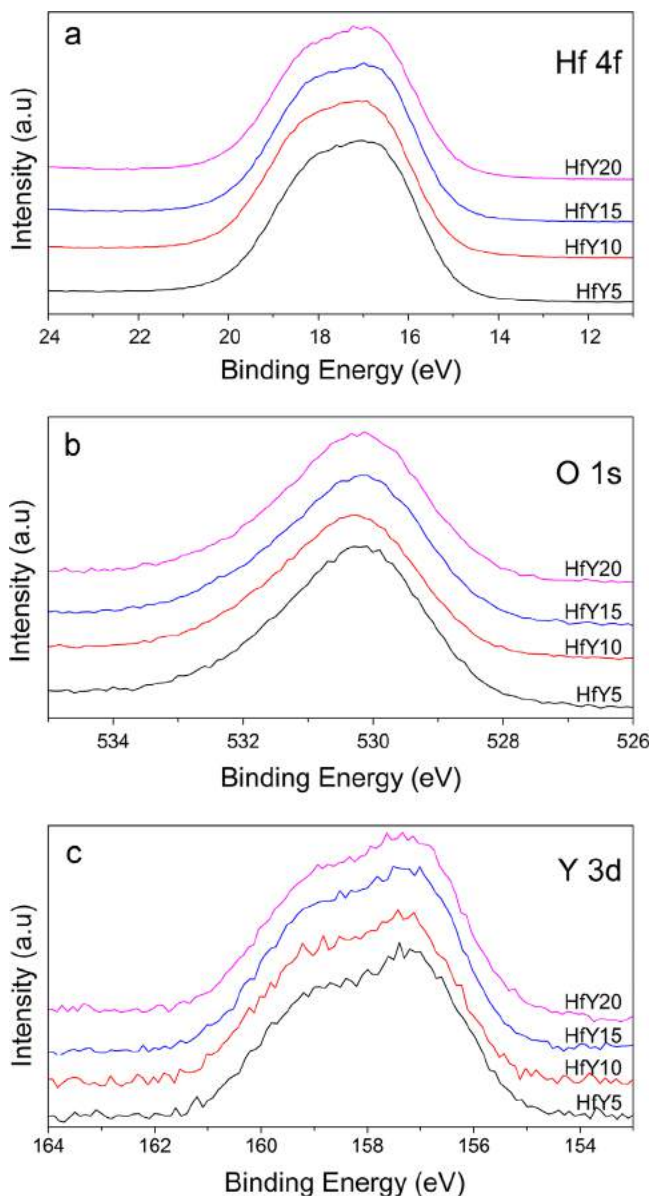 a
Hf 4f
Intensity (a.u)
HfY20
HfY15
HfY10
HfY5
24 22 20 18 16 14 12
Binding Energy (eV)
b
O 1s
Intensity (a.u)
HfY20
HfY15
HfY10
HfY5
534 532 530 528 526
Binding Energy (eV)
c
Y 3d
Intensity (a.u)
HfY20
HfY15
HfY10
HfY5
164 162 160 158 156 154
Binding Energy (eV)